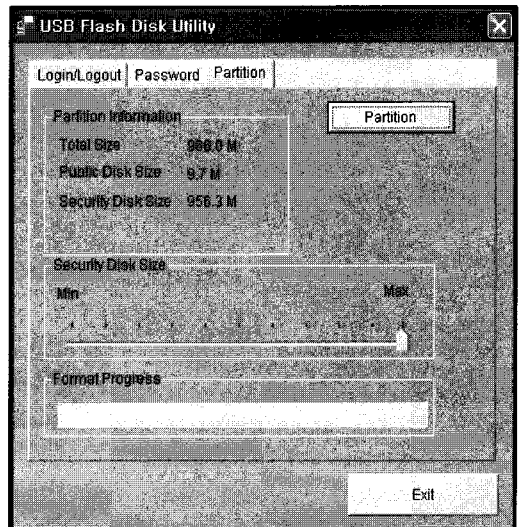 USB Flash Disk Utility
Login/Logout Password Partition
Partition Information
Partition
Total Size
Public Disk Size 9.7 M
Security Disk Size 956.3 M
Security Disk Size
Min Max
Format Progress
Exit